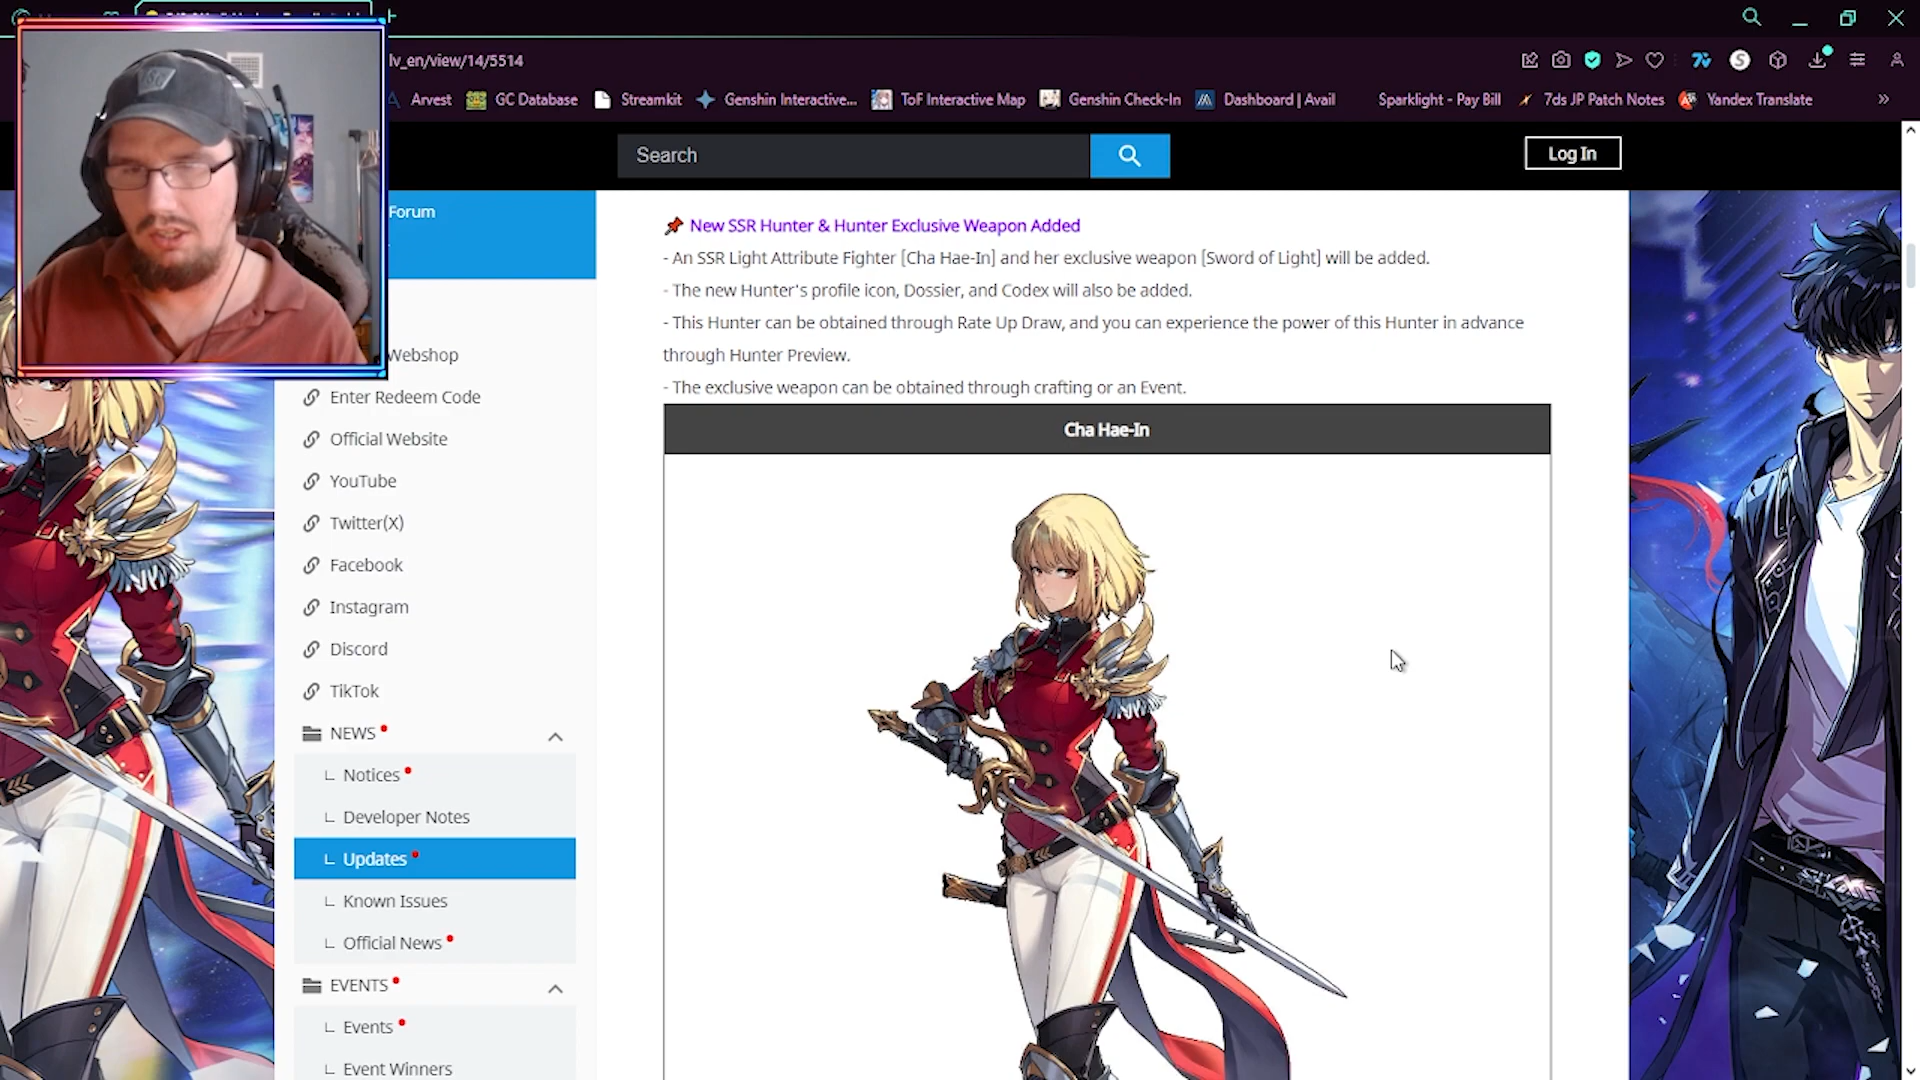 lv_en/view/14/5514
Arvest
GC Database
Streamkit
Genshin Interactive...
ToF Interactive Map
Genshin Check-In
Dashboard | Avail
Sparklight - Pay Bill
7ds JP Patch Notes
Yandex Translate
Search
Log In
Forum
Webshop
Enter Redeem Code
Official Website
YouTube
Twitter(X)
Facebook
Instagram
Discord
TikTok
NEWS
Notices
Developer Notes
Updates
Known Issues
Official News
EVENTS
Events
Event Winners
New SSR Hunter & Hunter Exclusive Weapon Added
- An SSR Light Attribute Fighter [Cha Hae-In] and her exclusive weapon [Sword of Light] will be added.
- The new Hunter's profile icon, Dossier, and Codex will also be added.
- This Hunter can be obtained through Rate Up Draw, and you can experience the power of this Hunter in advance
through Hunter Preview.
- The exclusive weapon can be obtained through crafting or an Event.
Cha Hae-In